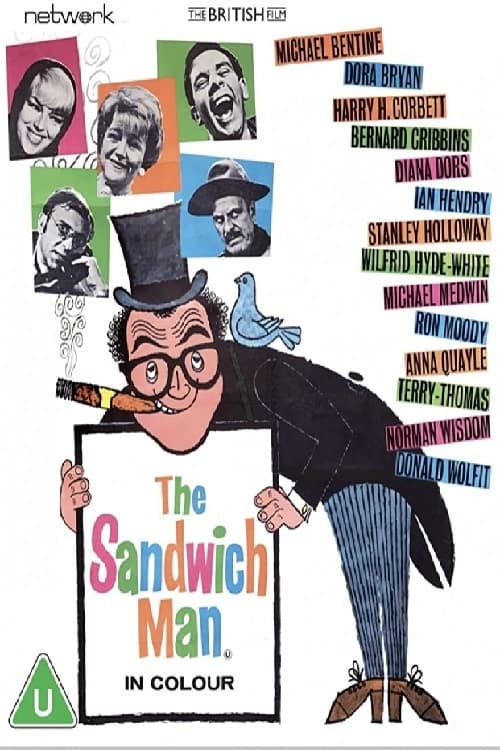 network
THE BRITISH FILM
MICHAEL BENTINE
DORA BRYAN
HARRY H. CORBETT
BERNARD CRIBBINS
DIANA DORS
IAN HENDRY
STANLEY HOLLOWAY
WILFRID HYDE-WHITE
MICHAEL MEDWIN
RON MOODY
ANNA QUAYLE
TERRY-THOMAS
NORMAN WISDOM
DONALD WOLFIT
The
Sandwich
Man.
U
IN COLOUR
U